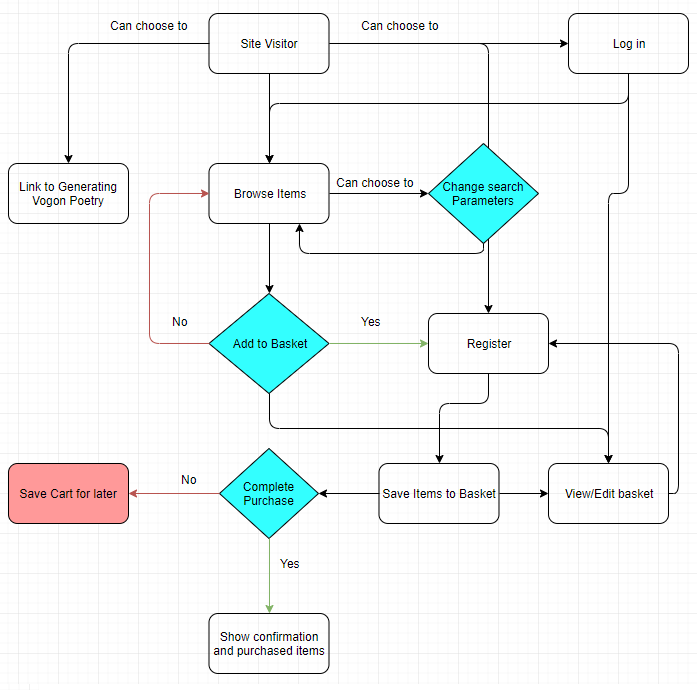 Can choose to
Site Visitor
Can choose to
Log in
Link to Generating
Vogon Poetry
Browse Items
Can choose to
Change search
Parameters
No
Add to Basket
Yes
Register
Save Cart for later
No
Complete
Purchase
Save Items to Basket
View/Edit basket
Yes
Show confirmation
and purchased items